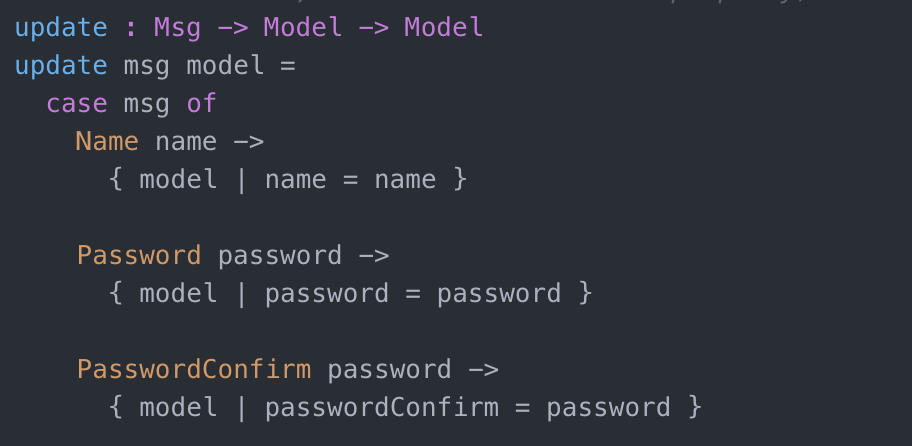 update : Msg -> Model -> Model
update msg model =
  case msg of
    Name name ->
      { model | name = name }

    Password password ->
      { model | password = password }

    PasswordConfirm password ->
      { model | passwordConfirm = password }